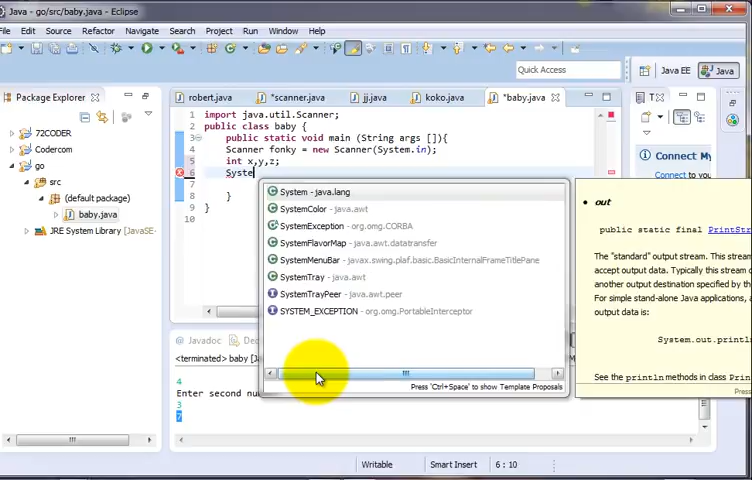 Java - go/src/baby.java - Eclipse
File Edit Source Refactor Navigate Search Project Run Window Help
Quick Access
Java EE
Java
Package Explorer
robert.java
*scanner.java
jj.java
koko.java
*baby.java
72CODER
Codercom
go
src
(default package)
baby.java
JRE System Library [JavaSE-
1 import java.util.Scanner;
2 public class baby {
3 public static void main (String args []){
4 Scanner fonky = new Scanner(System.in);
5 int x,y,z;
6 Syste
7
8 }
9 }
10
System - java.lang
SystemColor - java.awt
SystemException - org.omg.CORBA
SystemFlavorMap - java.awt.datatransfer
SystemMenuBar - javax.swing.plaf.basic.BasicInternalFrameTitlePane
SystemTray - java.awt
SystemTrayPeer - java.awt.peer
SYSTEM_EXCEPTION - org.omg.PortableInterceptor
Press 'Ctrl+Space' to show Template Proposals
Connect My
Connect to
out
public static final PrintStr
The "standard" output stream. This stream
accept output data. Typically this stream
another output destination specified by the
For simple stand-alone Java applications, a
output data is:
System.out.println
See the println methods in class Prin
Press
Javadoc
<terminated> baby [
4
Enter second nu
3
7
Writable
Smart Insert
6 : 10